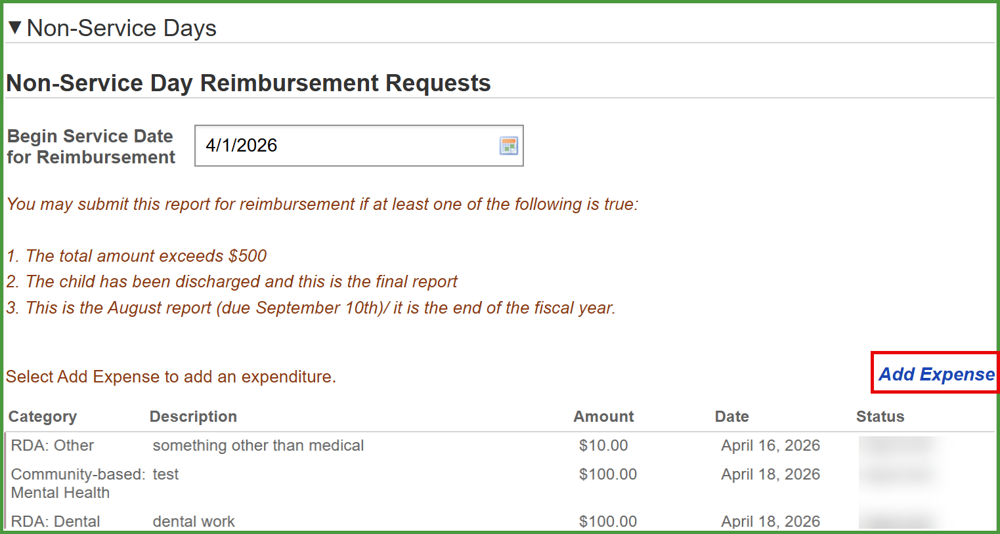 ▼Non-Service Days
Non-Service Day Reimbursement Requests
Begin Service Date
for Reimbursement
4/1/2026
You may submit this report for reimbursement if at least one of the following is true:
1. The total amount exceeds $500
2. The child has been discharged and this is the final report
3. This is the August report (due September 10th)/ it is the end of the fiscal year.
Select Add Expense to add an expenditure.
Add Expense
Category Description Amount Date Status
RDA: Other something other than medical $10.00 April 16, 2026
Community-based: test $100.00 April 18, 2026
Mental Health
RDA: Dental dental work $100.00 April 18, 2026